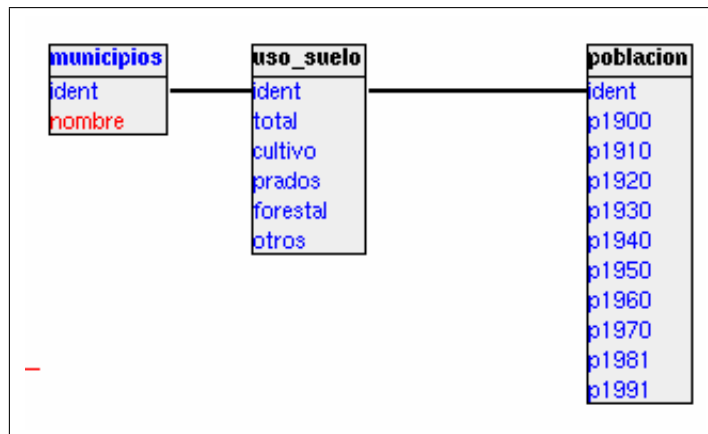 municipios
ident
nombre
uso_suelo
ident
total
cultivo
prados
forestal
otros
poblacion
ident
p1900
p1910
p1920
p1930
p1940
p1950
p1960
p1970
p1981
p1991